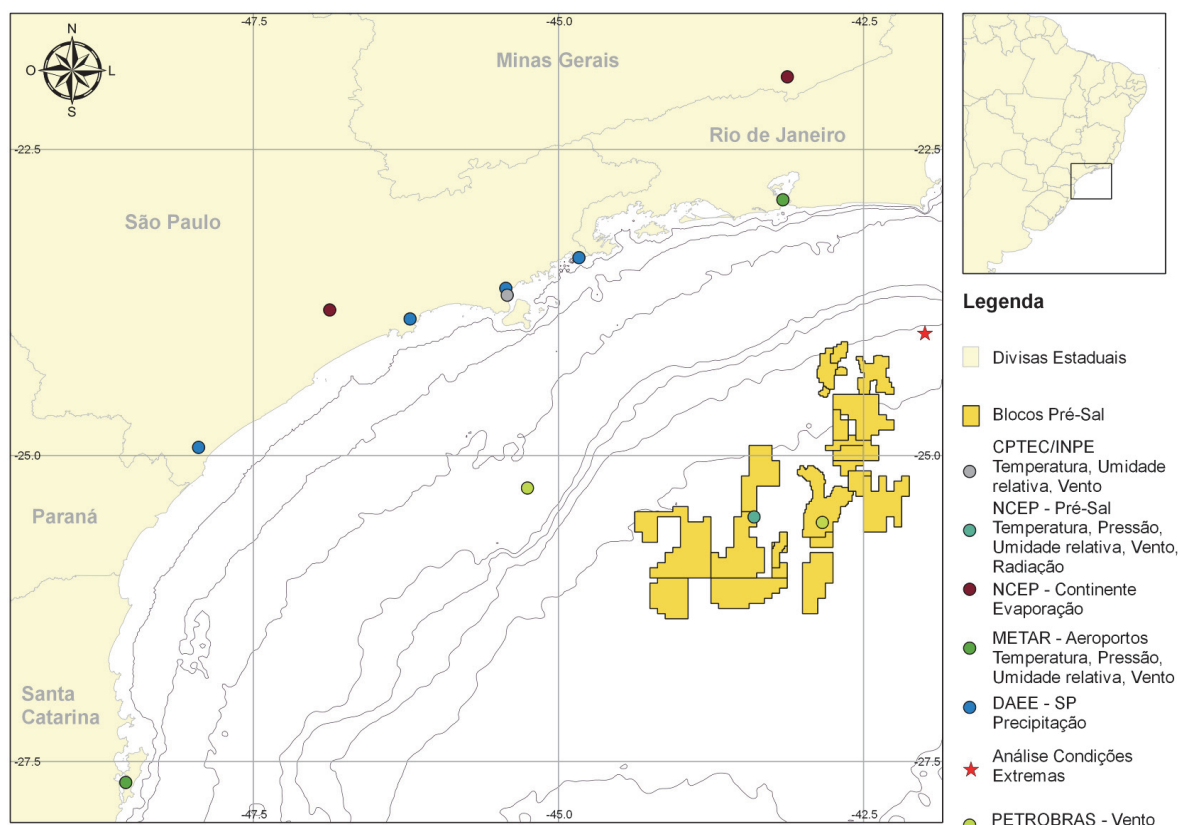 -47.5
-45.0
-42.5
N
O
L
S
Minas Gerais
Rio de Janeiro
-22.5
-22.5
São Paulo
-25.0
-25.0
Paraná
Santa
Catarina
-27.5
-27.5
-47.5
-45.0
-42.5
Legenda
Divisas Estaduais
Blocos Pré-Sal
CPTEC/INPE
Temperatura, Umidade
relativa, Vento
NCEP - Pré-Sal
Temperatura, Pressão,
Umidade relativa, Vento,
Radiação
NCEP - Continente
Evaporação
METAR - Aeroportos
Temperatura, Pressão,
Umidade relativa, Vento
DAEE - SP
Precipitação
Análise Condições
Extremas
PETROBRAS - Vento